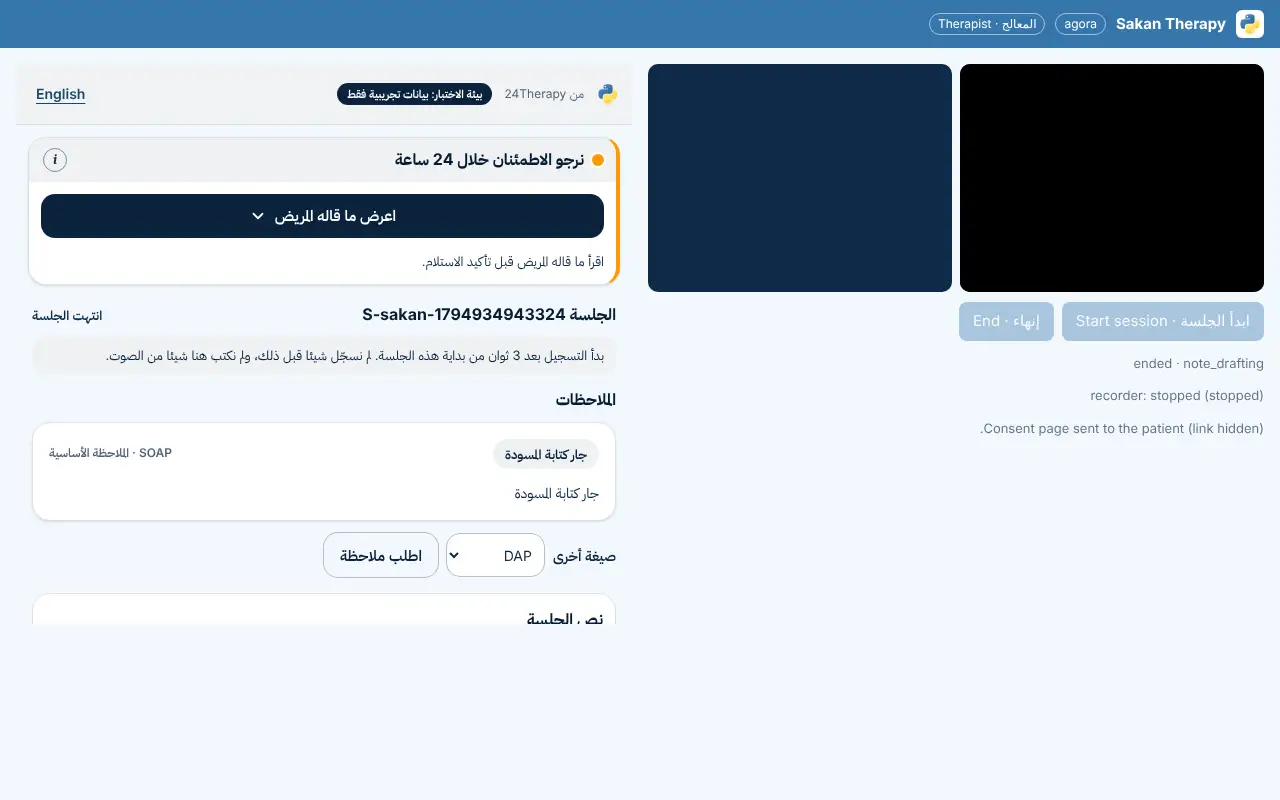 Sakan Therapy
agora
Therapist · المعالج
ابدأ الجلسة · Start session
إنهاء · End
ended · note_drafting
recorder: stopped (stopped)
Consent page sent to the patient (link hidden).
من 24Therapy
بيئة الاختبار: بيانات تجريبية فقط
English
نرجو الاطمئنان خلال 24 ساعة
i
اعرض ما قاله المريض
اقرأ ما قاله المريض قبل تأكيد الاستلام.
الجلسة S-sakan-1794934943324
انتهت الجلسة
بدأ التسجيل بعد 3 ثوان من بداية هذه الجلسة. لم نسجّل شيئا قبل ذلك، ولم نكتب هنا شيئا من الصوت.
الملاحظات
جار كتابة المسودة
SOAP · الملاحظة الأساسية
جار كتابة المسودة
صيغة أخرى
DAP
اطلب ملاحظة
نص الجلسة